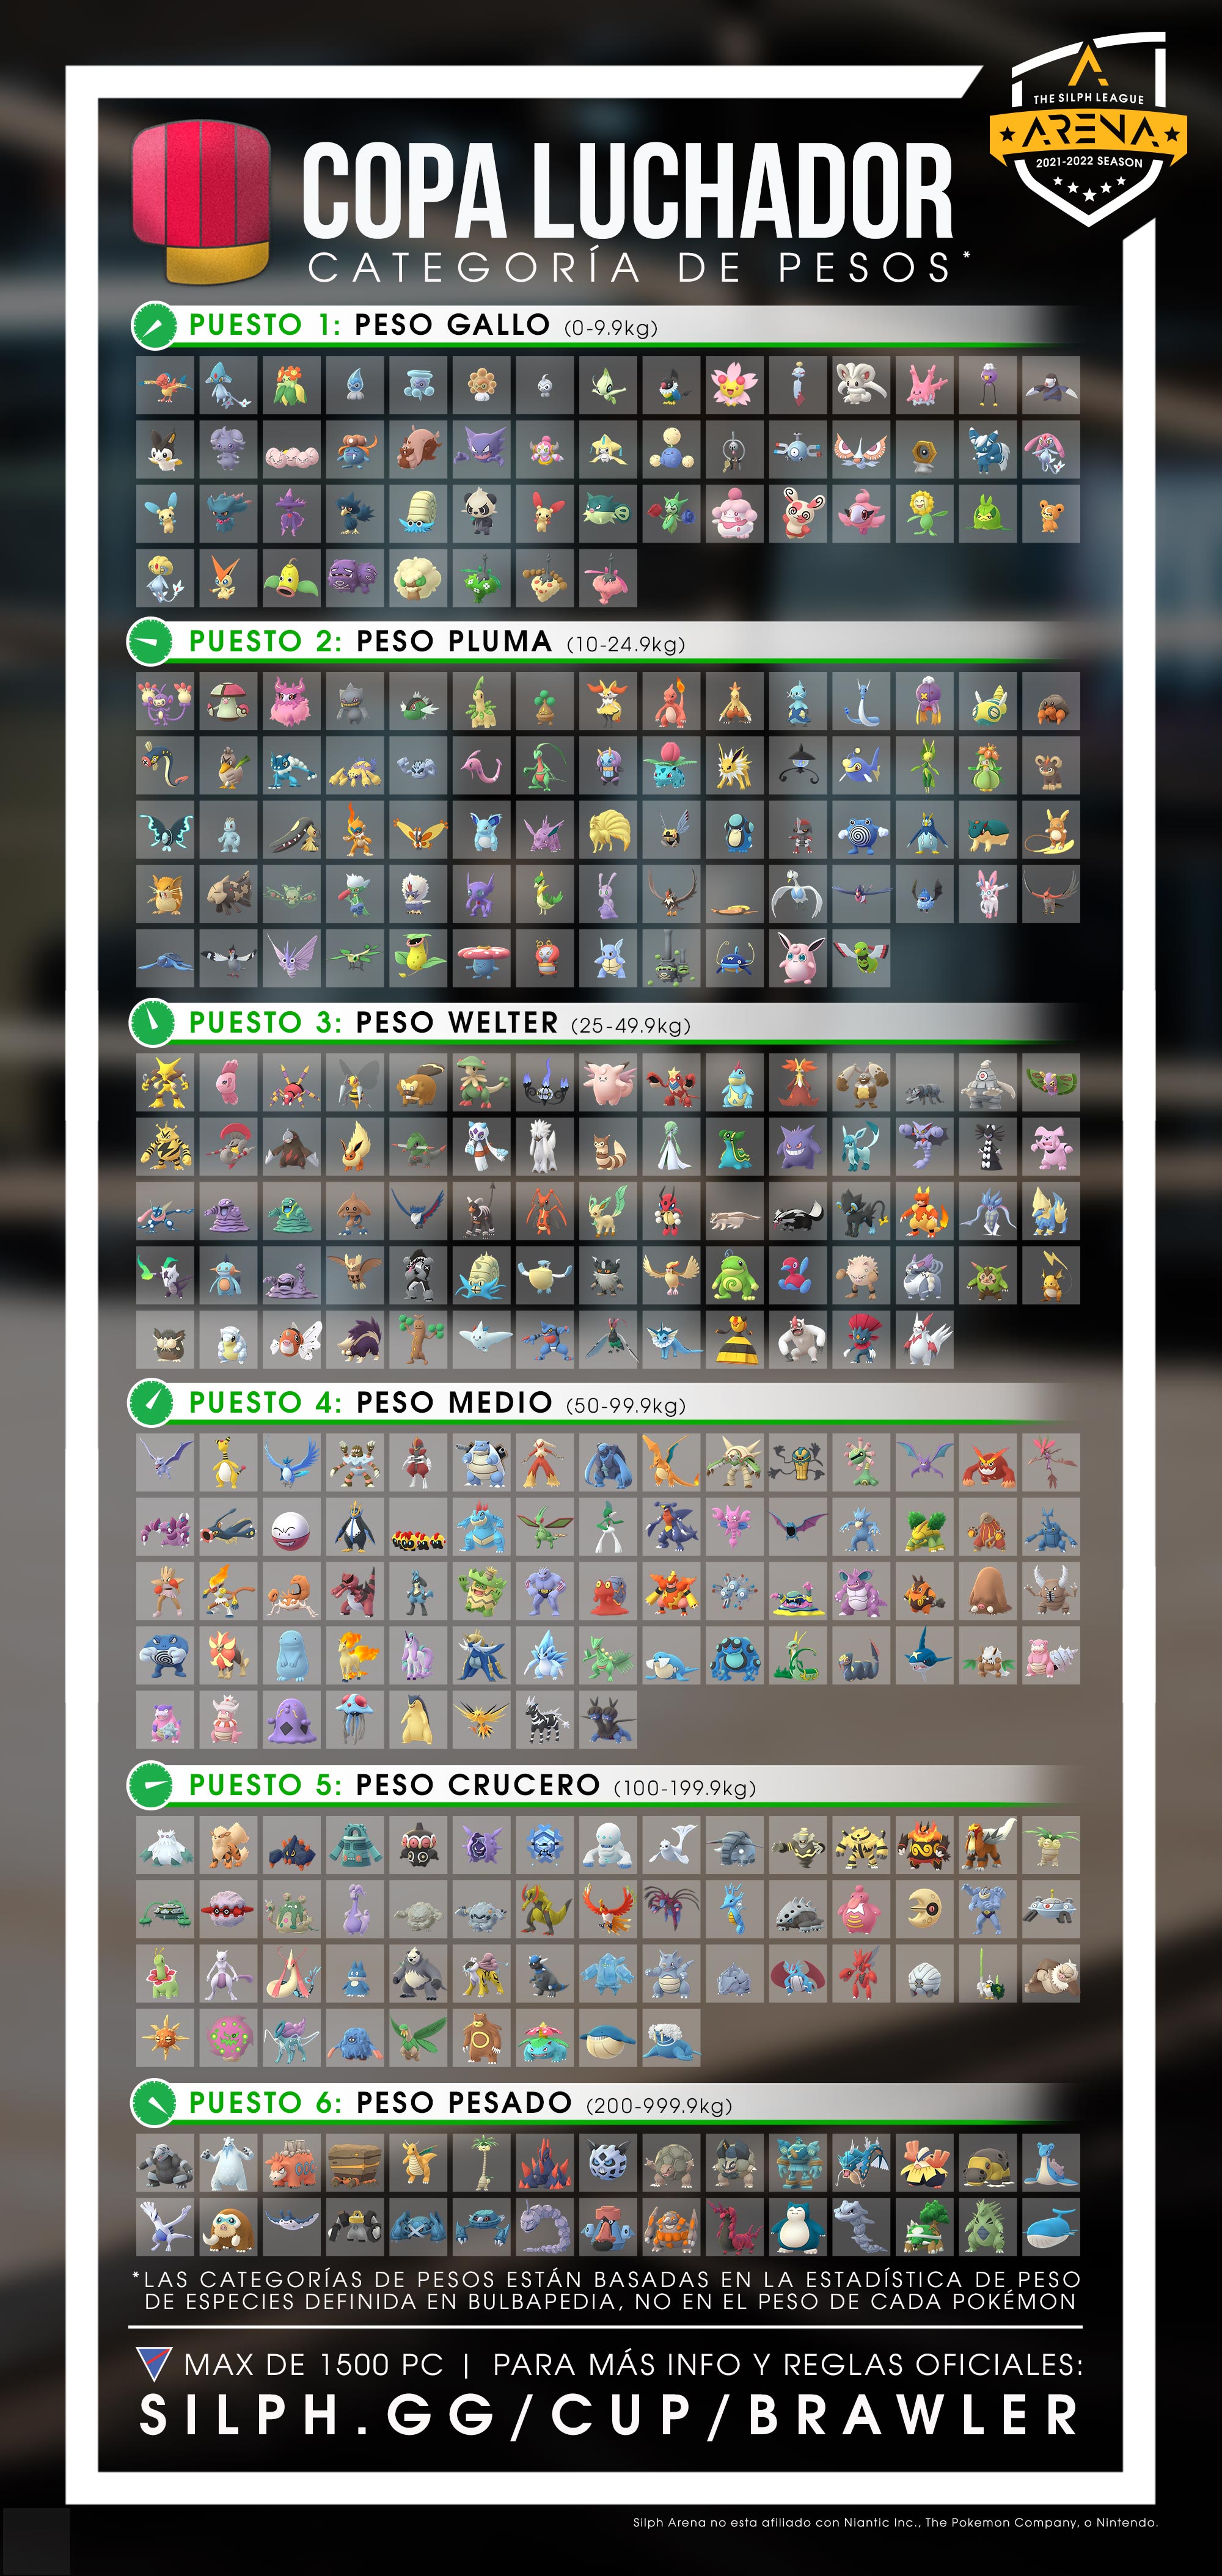 THE SILPH LEAGUE
ARENA
2021-2022 SEASON
COPA LUCHADOR
CATEGORÍA DE PESOS*
PUESTO 1: PESO GALLO (0-9.9kg)
PUESTO 2: PESO PLUMA (10-24.9kg)
PUESTO 3: PESO WELTER (25-49.9kg)
PUESTO 4: PESO MEDIO (50-99.9kg)
PUESTO 5: PESO CRUCERO (100-199.9kg)
PUESTO 6: PESO PESADO (200-999.9kg)
*LAS CATEGORÍAS DE PESOS ESTÁN BASADAS EN LA ESTADÍSTICA DE PESO
DE ESPECIES DEFINIDA EN BULBAPEDIA, NO EN EL PESO DE CADA POKÉMON
MAX DE 1500 PC | PARA MÁS INFO Y REGLAS OFICIALES:
SILPH.GG/CUP/BRAWLER
Silph Arena no esta afiliado con Niantic Inc., The Pokemon Company, o Nintendo.